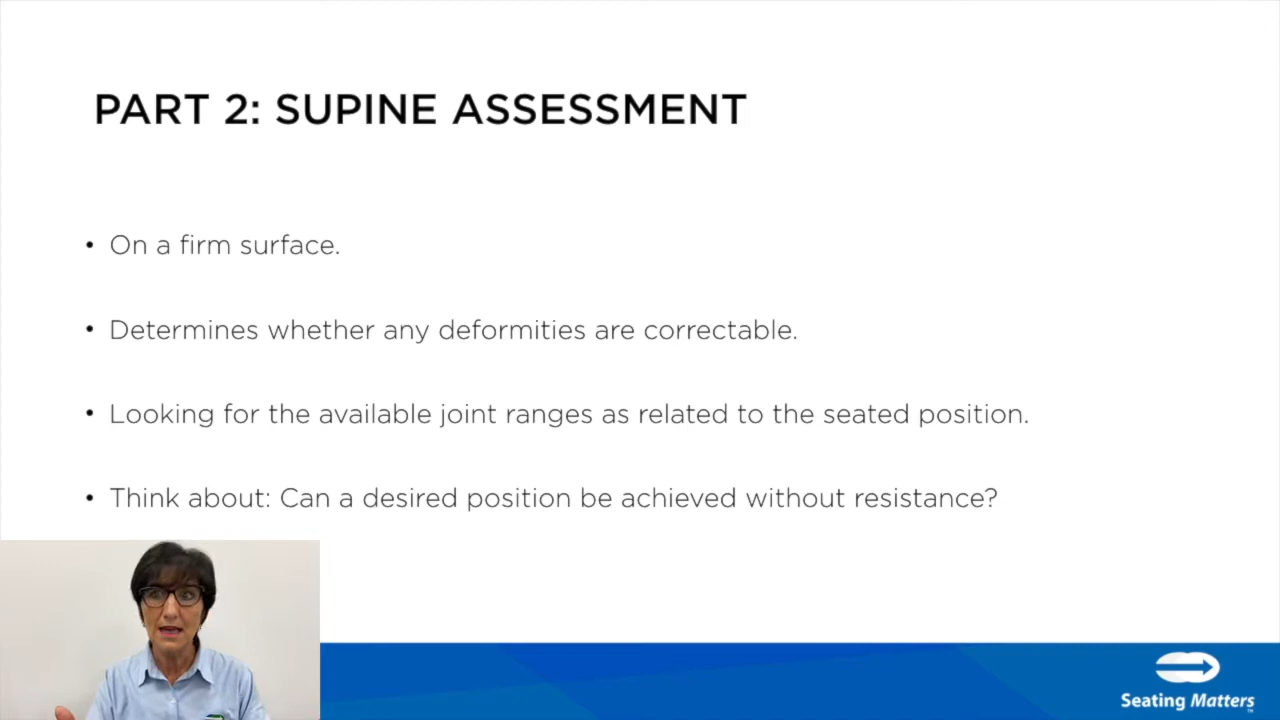 PART 2: SUPINE ASSESSMENT
• On a firm surface.
• Determines whether any deformities are correctable.
• Looking for the available joint ranges as related to the seated position.
• Think about: Can a desired position be achieved without resistance?
Seating Matters™